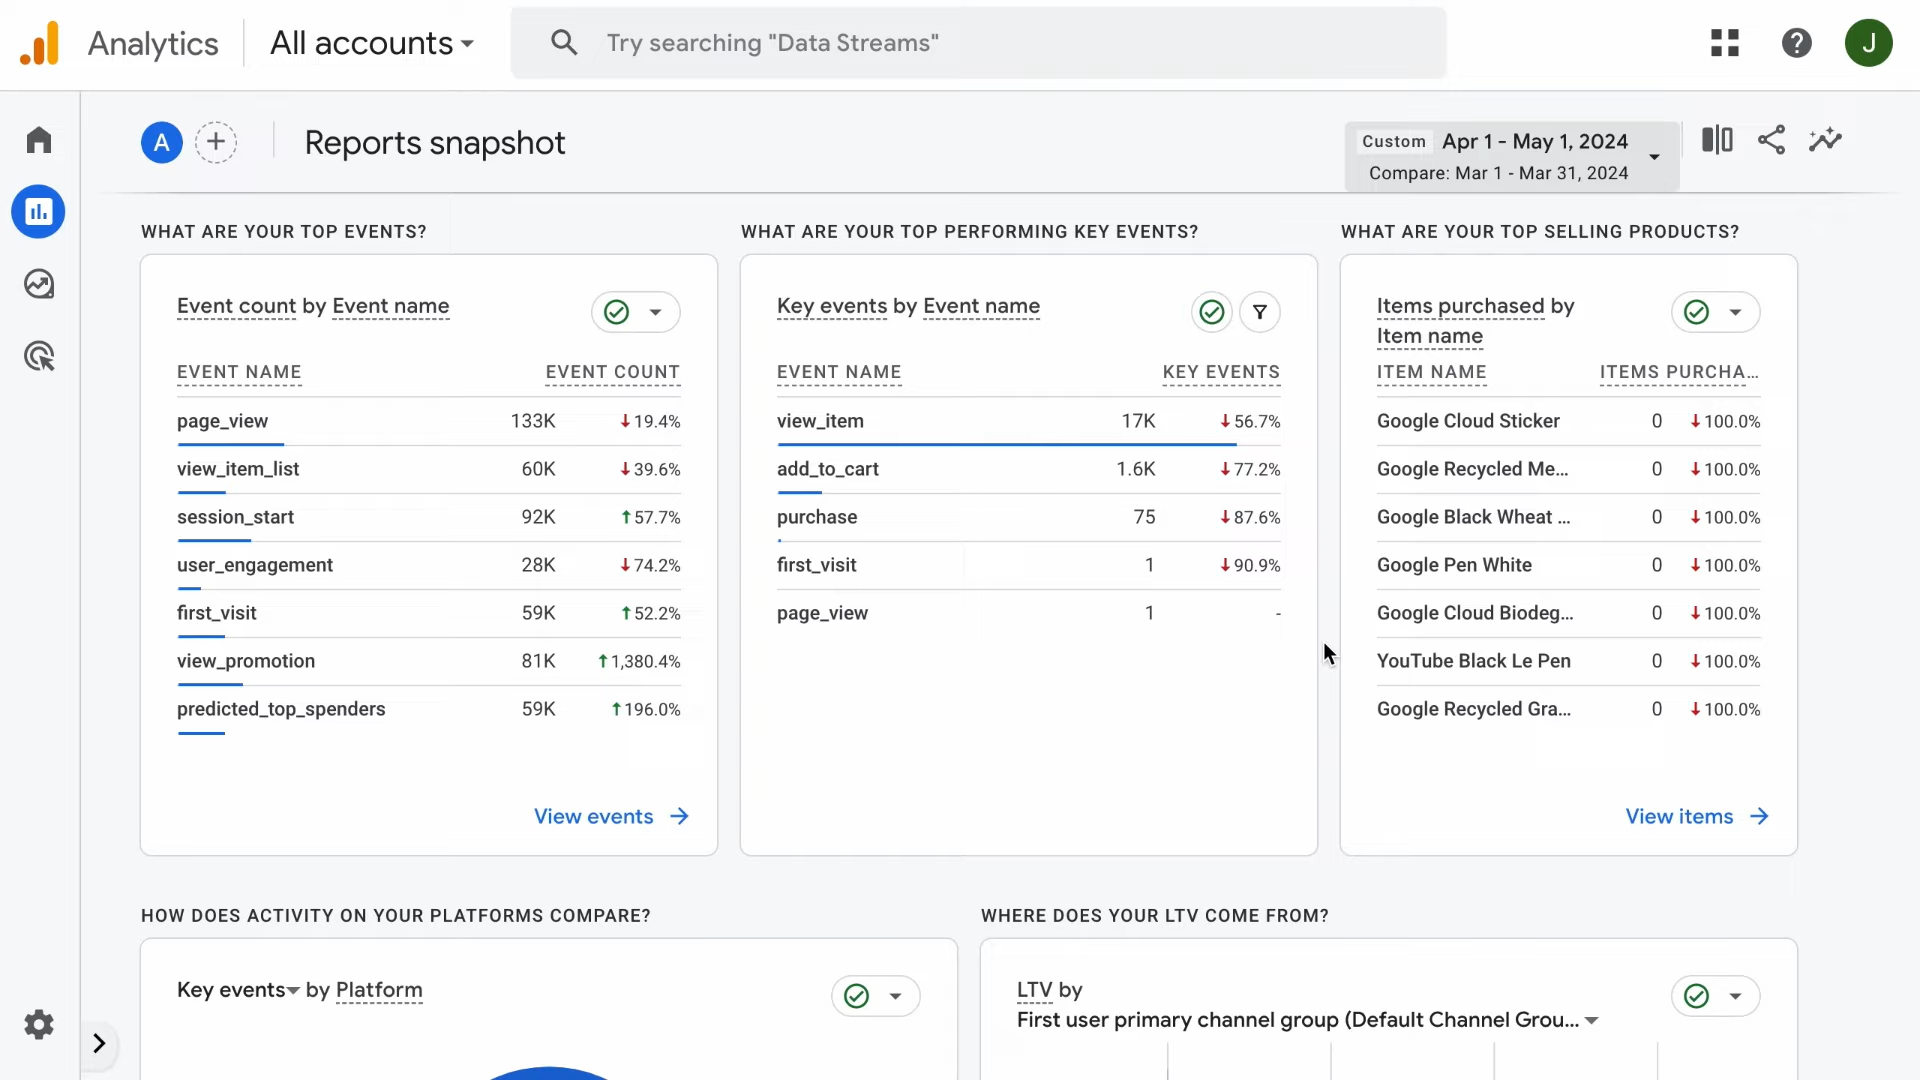 Analytics
All accounts
Try searching "Data Streams"
J
A
Reports snapshot
Custom Apr 1 - May 1, 2024
Compare: Mar 1 - Mar 31, 2024
WHAT ARE YOUR TOP EVENTS?
Event count by Event name
EVENT NAME EVENT COUNT
page_view 133K ↓19.4%
view_item_list 60K ↓39.6%
session_start 92K ↑57.7%
user_engagement 28K ↓74.2%
first_visit 59K ↑52.2%
view_promotion 81K ↑1,380.4%
predicted_top_spenders 59K ↑196.0%
View events →
WHAT ARE YOUR TOP PERFORMING KEY EVENTS?
Key events by Event name
EVENT NAME KEY EVENTS
view_item 17K ↓56.7%
add_to_cart 1.6K ↓77.2%
purchase 75 ↓87.6%
first_visit 1 ↓90.9%
page_view 1 -
WHAT ARE YOUR TOP SELLING PRODUCTS?
Items purchased by
Item name
ITEM NAME ITEMS PURCHA...
Google Cloud Sticker 0 ↓100.0%
Google Recycled Me... 0 ↓100.0%
Google Black Wheat ... 0 ↓100.0%
Google Pen White 0 ↓100.0%
Google Cloud Biodeg... 0 ↓100.0%
YouTube Black Le Pen 0 ↓100.0%
Google Recycled Gra... 0 ↓100.0%
View items →
HOW DOES ACTIVITY ON YOUR PLATFORMS COMPARE?
Key events by Platform
WHERE DOES YOUR LTV COME FROM?
LTV by
First user primary channel group (Default Channel Grou...